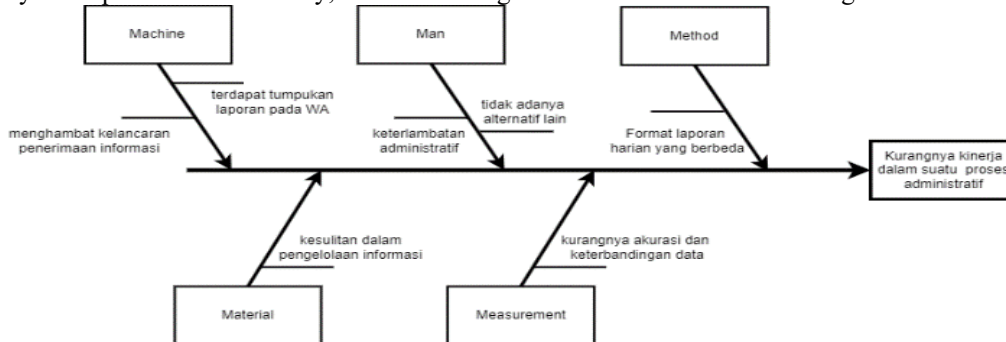 Machine
Man
Method
terdapat tumpukan
laporan pada WA
menghambat kelancaran
penerimaan informasi
tidak adanya
alternatif lain
keterlambatan
administratif
Format laporan
harian yang berbeda
Kurangnya kinerja
dalam suatu proses
administratif
kesulitan dalam
pengelolaan informasi
kurangnya akurasi dan
keterbandingan data
Material
Measurement